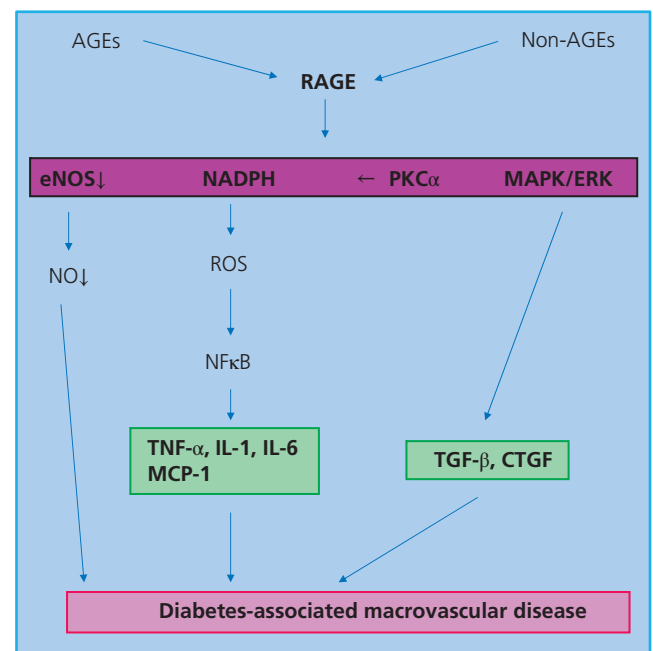 AGEs
Non-AGEs
RAGE
eNOS↓ NADPH ← PKCα MAPK/ERK
NO↓
ROS
NFκB
TNF-α, IL-1, IL-6
MCP-1
TGF-β, CTGF
Diabetes-associated macrovascular disease